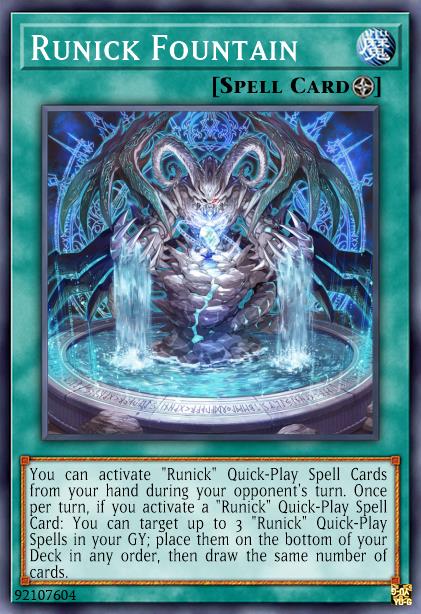 Runick Fountain
魔
[Spell Card]
You can activate "Runick" Quick-Play Spell Cards
from your hand during your opponent's turn. Once
per turn, if you activate a "Runick" Quick-Play Spell
Card: You can target up to 3 "Runick" Quick-Play
Spells in your GY; place them on the bottom of your
Deck in any order, then draw the same number of
cards.
92107604